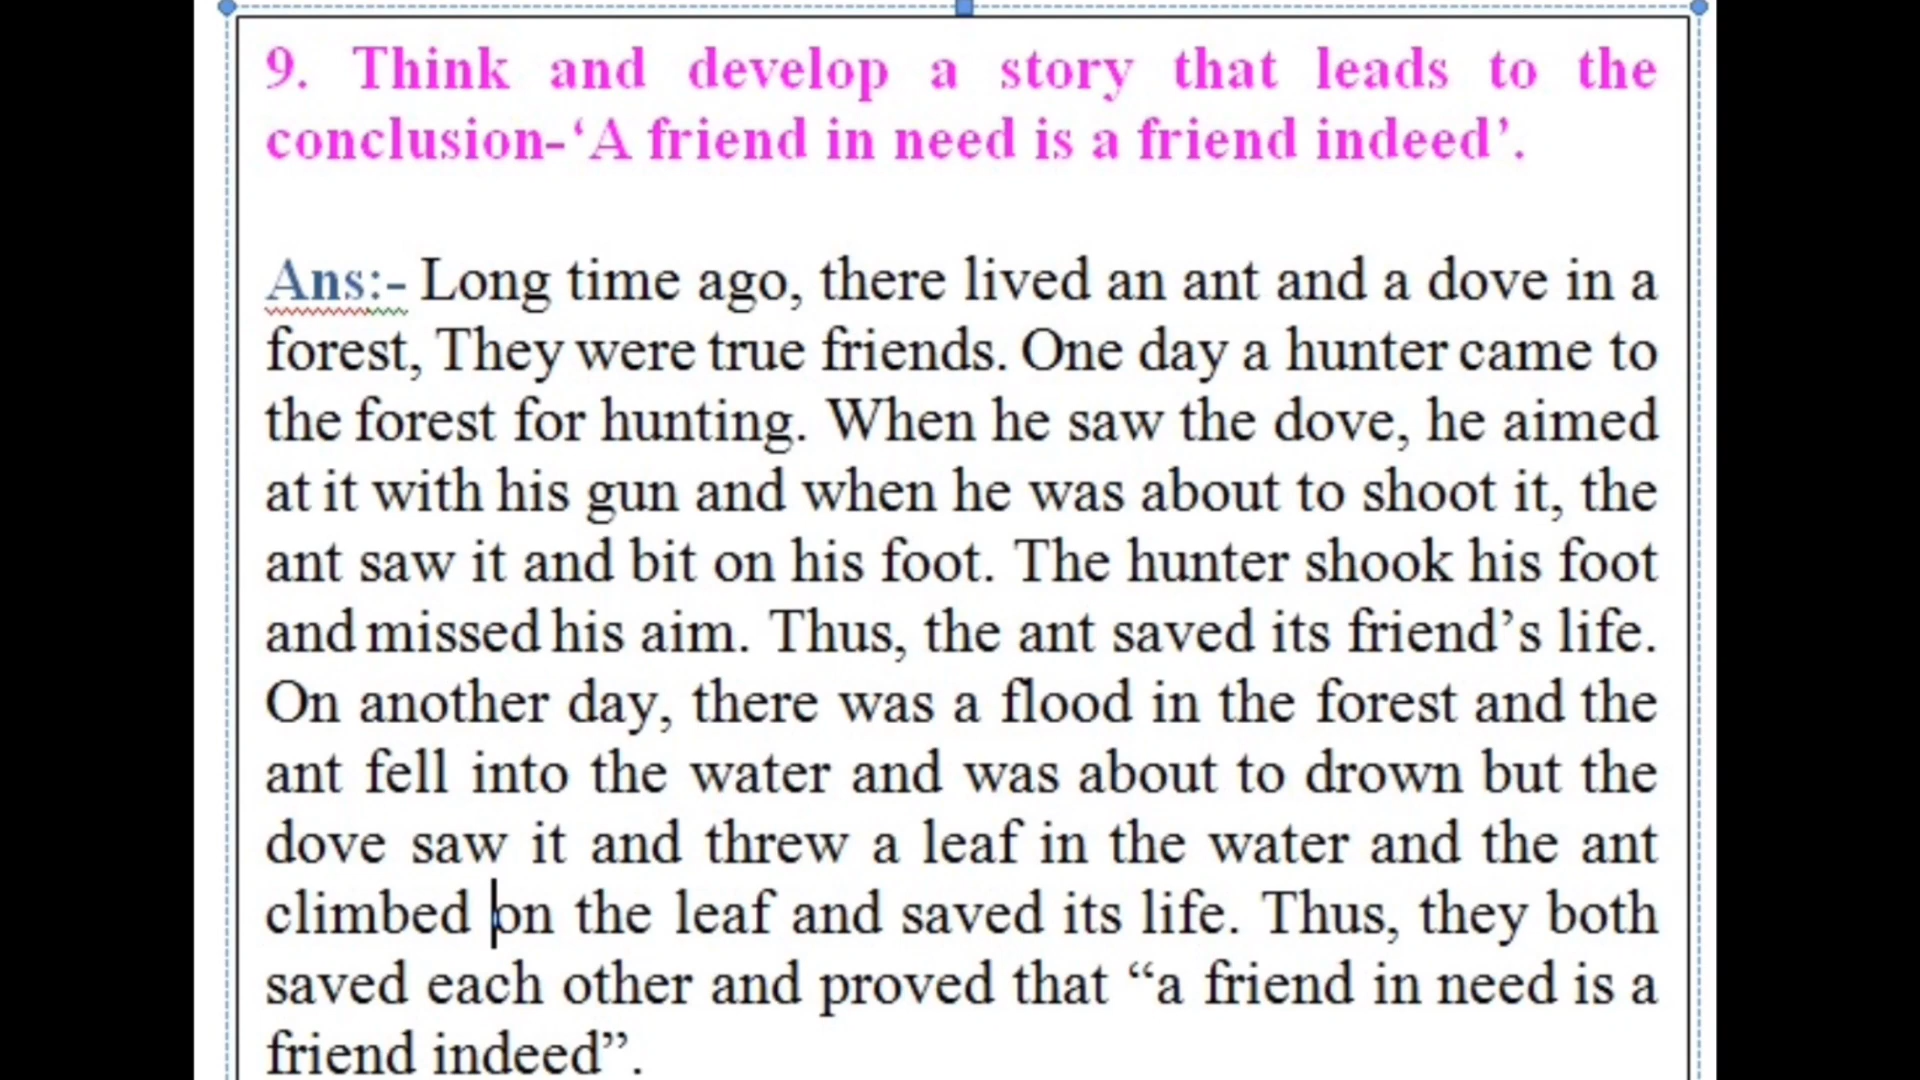 9. Think and develop a story that leads to the
conclusion-‘A friend in need is a friend indeed’.
Ans:- Long time ago, there lived an ant and a dove in a
forest, They were true friends. One day a hunter came to
the forest for hunting. When he saw the dove, he aimed
at it with his gun and when he was about to shoot it, the
ant saw it and bit on his foot. The hunter shook his foot
and missed his aim. Thus, the ant saved its friend’s life.
On another day, there was a flood in the forest and the
ant fell into the water and was about to drown but the
dove saw it and threw a leaf in the water and the ant
climbed on the leaf and saved its life. Thus, they both
saved each other and proved that “a friend in need is a
friend indeed”.